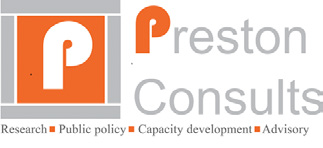 P Preston
Consults
Research ■ Public policy ■ Capacity development ■ Advisory